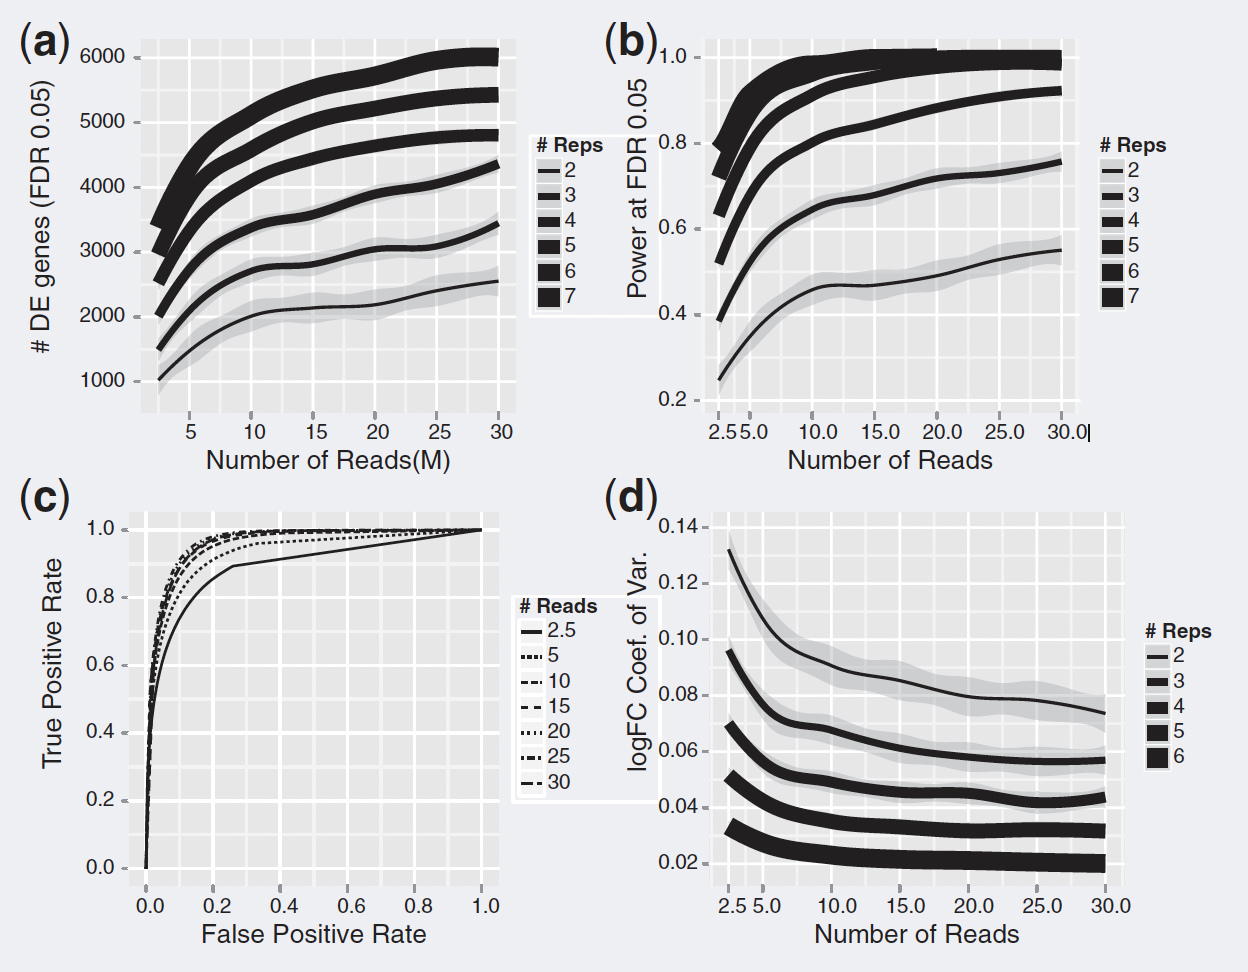 (a)
# DE genes (FDR 0.05)
6000
5000
4000
3000
2000
1000
5 10 15 20 25 30
Number of Reads(M)
# Reps
2
3
4
5
6
7
(b)
Power at FDR 0.05
1.0
0.8
0.6
0.4
0.2
2.5 5.0 10.0 15.0 20.0 25.0 30.0
Number of Reads
# Reps
2
3
4
5
6
7
(c)
True Positive Rate
1.0
0.8
0.6
0.4
0.2
0.0
0.0 0.2 0.4 0.6 0.8 1.0
False Positive Rate
# Reads
2.5
5
10
15
20
25
30
(d)
logFC Coef. of Var.
0.14
0.12
0.10
0.08
0.06
0.04
0.02
2.5 5.0 10.0 15.0 20.0 25.0 30.0
Number of Reads
# Reps
2
3
4
5
6